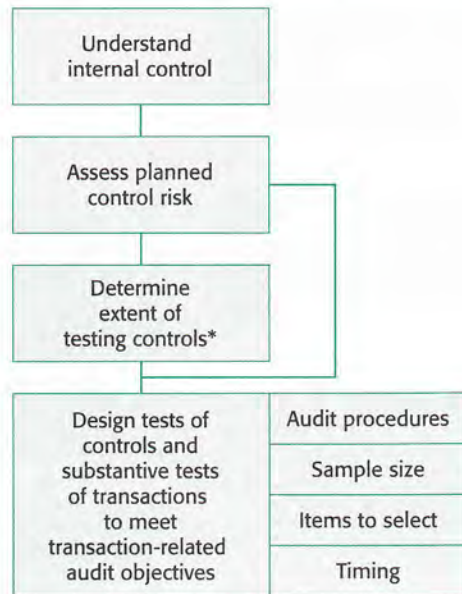 Understand
internal control
Assess planned
control risk
Determine
extent of
testing controls*
Design tests of
controls and
substantive tests
of transactions
to meet
transaction-related
audit objectives
Audit procedures
Sample size
Items to select
Timing